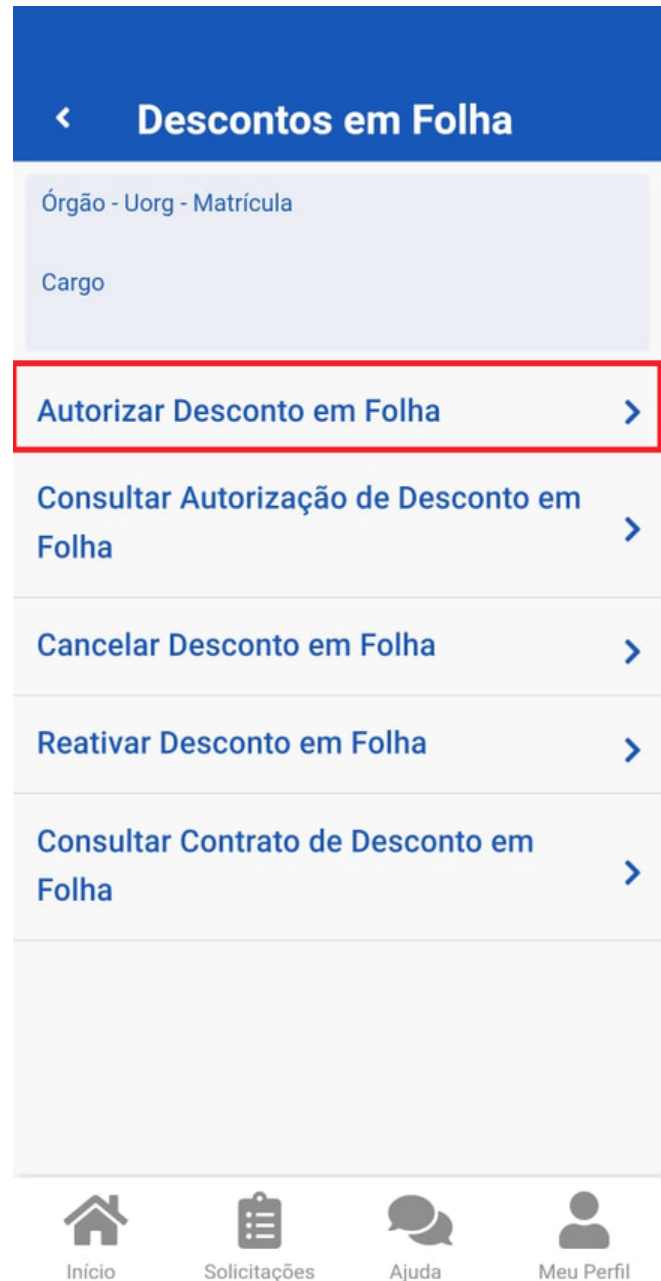 Descontos em Folha
Órgão - Uorg - Matrícula
Cargo
Autorizar Desconto em Folha
Consultar Autorização de Desconto em
Folha
Cancelar Desconto em Folha
Reativar Desconto em Folha
Consultar Contrato de Desconto em
Folha
Início Solicitações Ajuda Meu Perfil